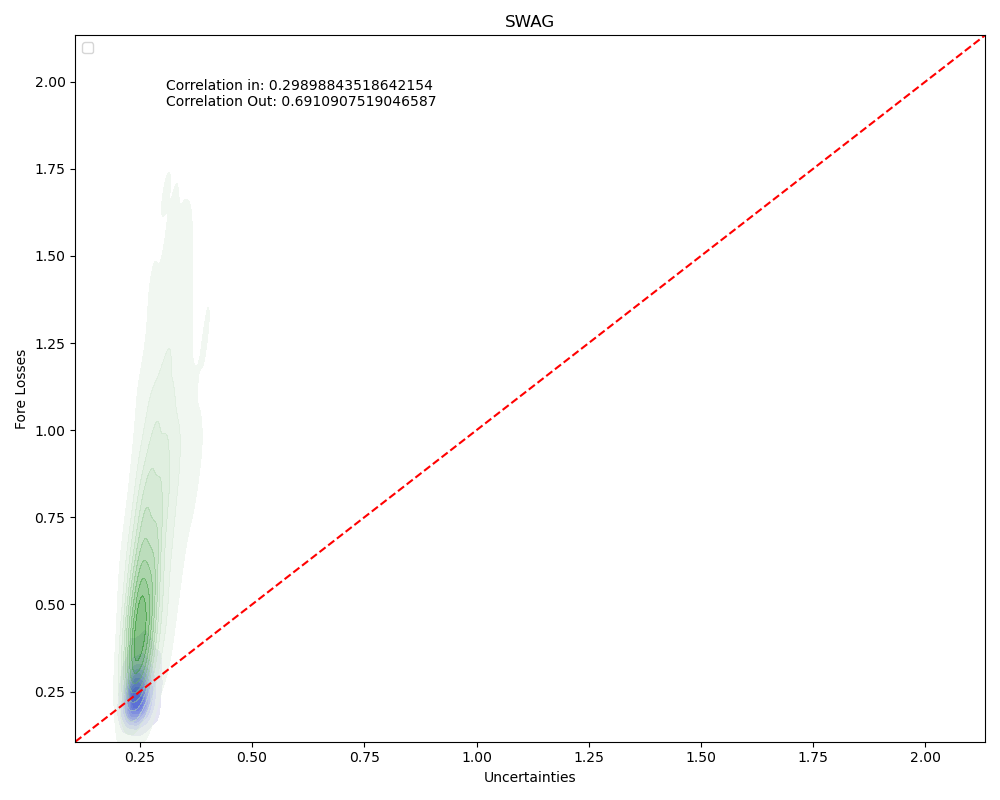 SWAG
Correlation in: 0.29898843518642154
Correlation Out: 0.6910907519046587
2.00
1.75
1.50
1.25
1.00
0.75
0.50
0.25
Fore Losses
0.25 0.50 0.75 1.00 1.25 1.50 1.75 2.00
Uncertainties